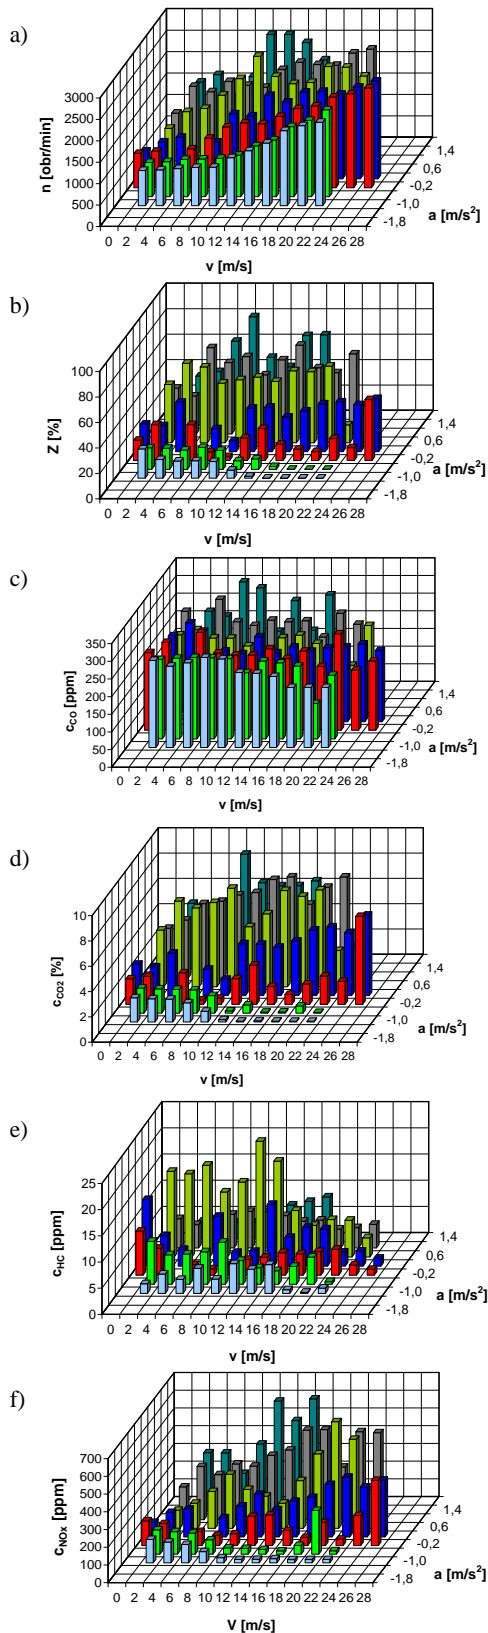 a)
3000
2500
2000
1500
1000
500
0
n [obr/min]
0 2 4 6 8 10 12 14 16 18 20 22 24 26 28
v [m/s]
1,4
0,6
-0,2
-1,0
-1,8
a [m/s²]
b)
100
80
60
40
20
0
Z [%]
0 2 4 6 8 10 12 14 16 18 20 22 24 26 28
v [m/s]
1,4
0,6
-0,2
-1,0
-1,8
a [m/s²]
c)
350
300
250
200
150
100
50
0
cCO [ppm]
0 2 4 6 8 10 12 14 16 18 20 22 24 26 28
v [m/s]
1,4
0,6
-0,2
-1,0
-1,8
a [m/s²]
d)
10
8
6
4
2
0
cCO2 [%]
0 2 4 6 8 10 12 14 16 18 20 22 24 26 28
v [m/s]
1,4
0,6
-0,2
-1,0
-1,8
a [m/s²]
e)
25
20
15
10
5
0
cHC [ppm]
0 2 4 6 8 10 12 14 16 18 20 22 24 26 28
v [m/s]
1,4
0,6
-0,2
-1,0
-1,8
a [m/s²]
f)
700
600
500
400
300
200
100
0
cNOx [ppm]
0 2 4 6 8 10 12 14 16 18 20 22 24 26 28
V [m/s]
1,4
0,6
-0,2
-1,0
-1,8
a [m/s²]